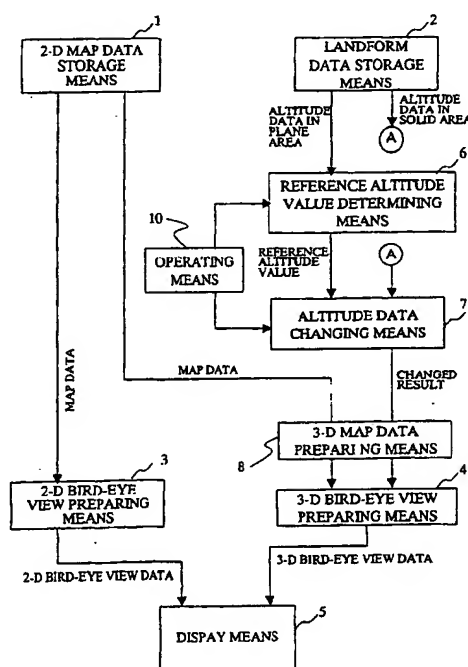 1
2-D MAP DATA
STORAGE
MEANS
2
LANDFORM
DATA STORAGE
MEANS
ALTITUDE
DATA IN
PLANE AREA
ALTITUDE
DATA IN
SOLID AREA
A
6
REFERENCE ALTITUDE
VALUE DETERMINING
MEANS
10
OPERATING
MEANS
REFERENCE
ALTITUDE
VALUE
A
7
ALTITUDE DATA
CHANGING MEANS
MAP DATA
MAP DATA
CHANGED
RESULT
3-D MAP DATA
PREPARING MEANS
8
3
2-D BIRD-EYE
VIEW PREPARING
MEANS
4
3-D BIRD-EYE VIEW
PREPARING MEANS
2-D BIRD-EYE VIEW DATA
3-D BIRD-EYE VIEW DATA
5
DISPAY MEANS